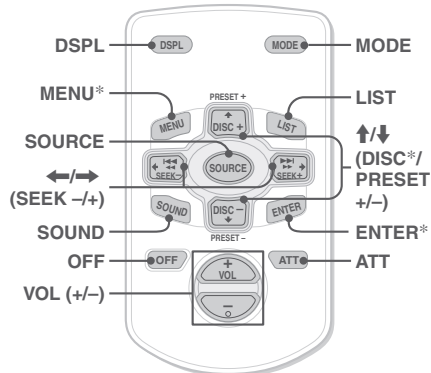 DSPL
MENU*
SOURCE
←/→
(SEEK –/+)
SOUND
OFF
VOL (+/–)
DSPL
MODE
PRESET +
DISC +
MENU
LIST
SEEK–
SOURCE
SEEK+
SOUND
DISC –
ENTER
PRESET –
OFF
+
VOL
–
ATT
MODE
LIST
↑/↓
(DISC*/
PRESET
+/–)
ENTER*
ATT